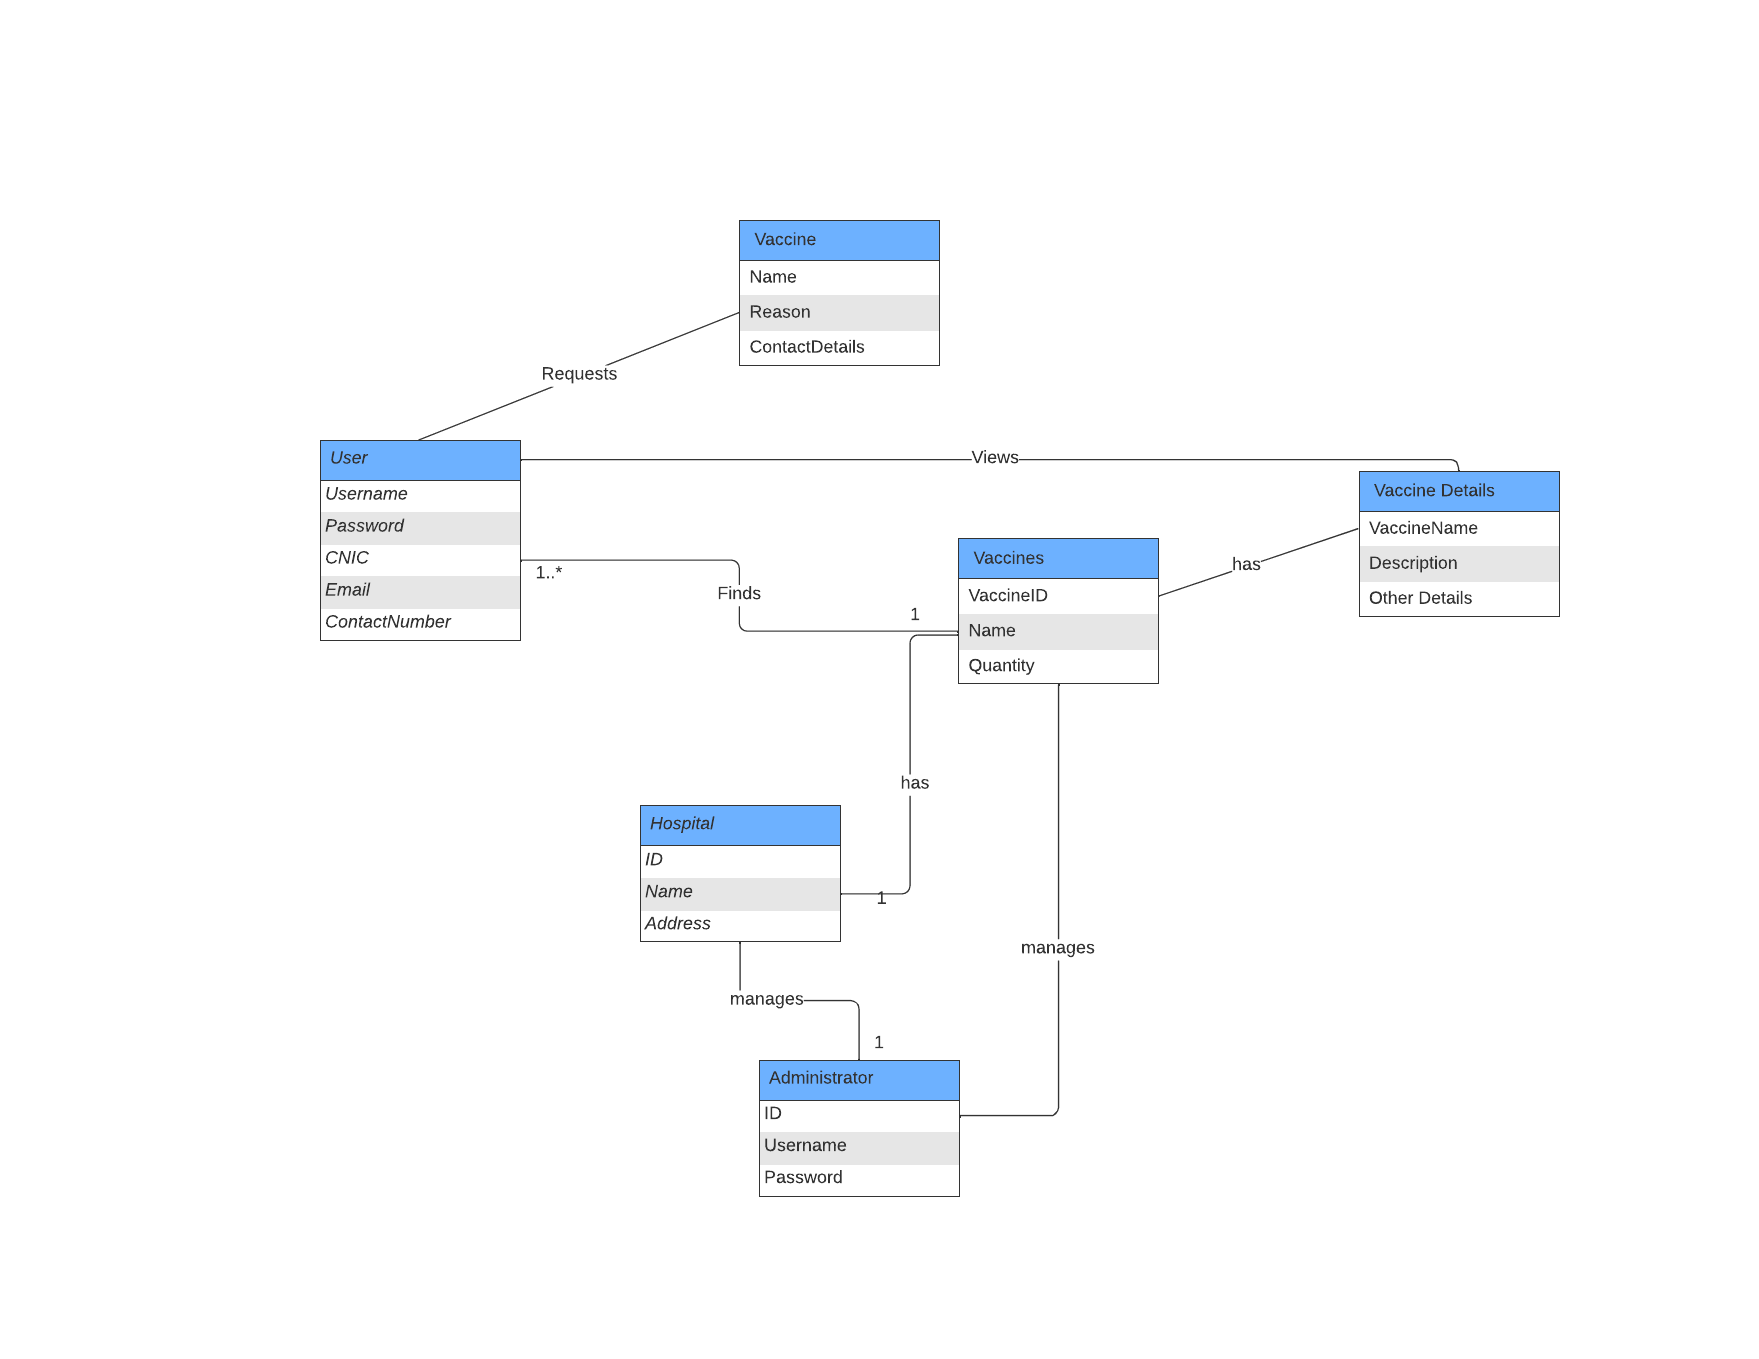 Vaccine
Name
Reason
ContactDetails
Requests
User
Username
Password
CNIC
Email
ContactNumber
Views
Vaccine Details
VaccineName
Description
Other Details
has
Vaccines
VaccineID
Name
Quantity
1..*
Finds
1
has
Hospital
ID
Name
Address
1
manages
manages
1
Administrator
ID
Username
Password